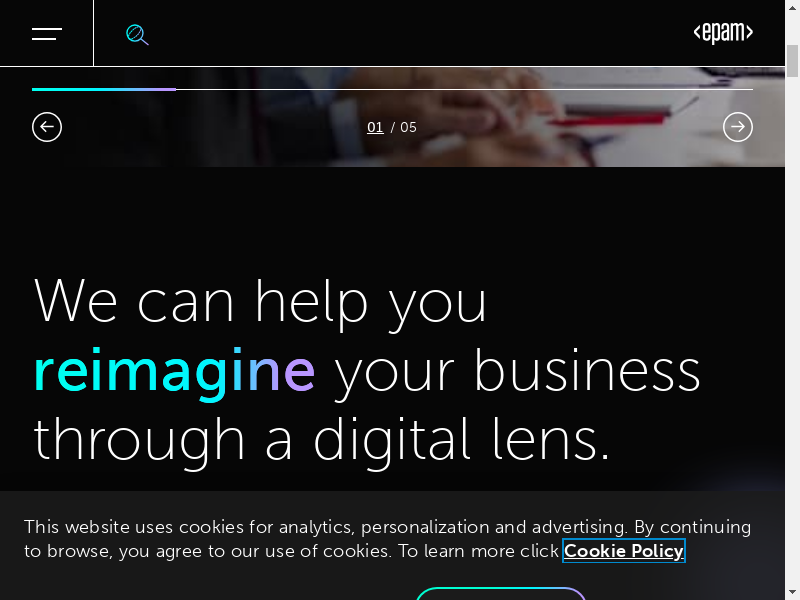 <epam>
01 / 05
We can help you
reimagine your business
through a digital lens.
This website uses cookies for analytics, personalization and advertising. By continuing
to browse, you agree to our use of cookies. To learn more click Cookie Policy